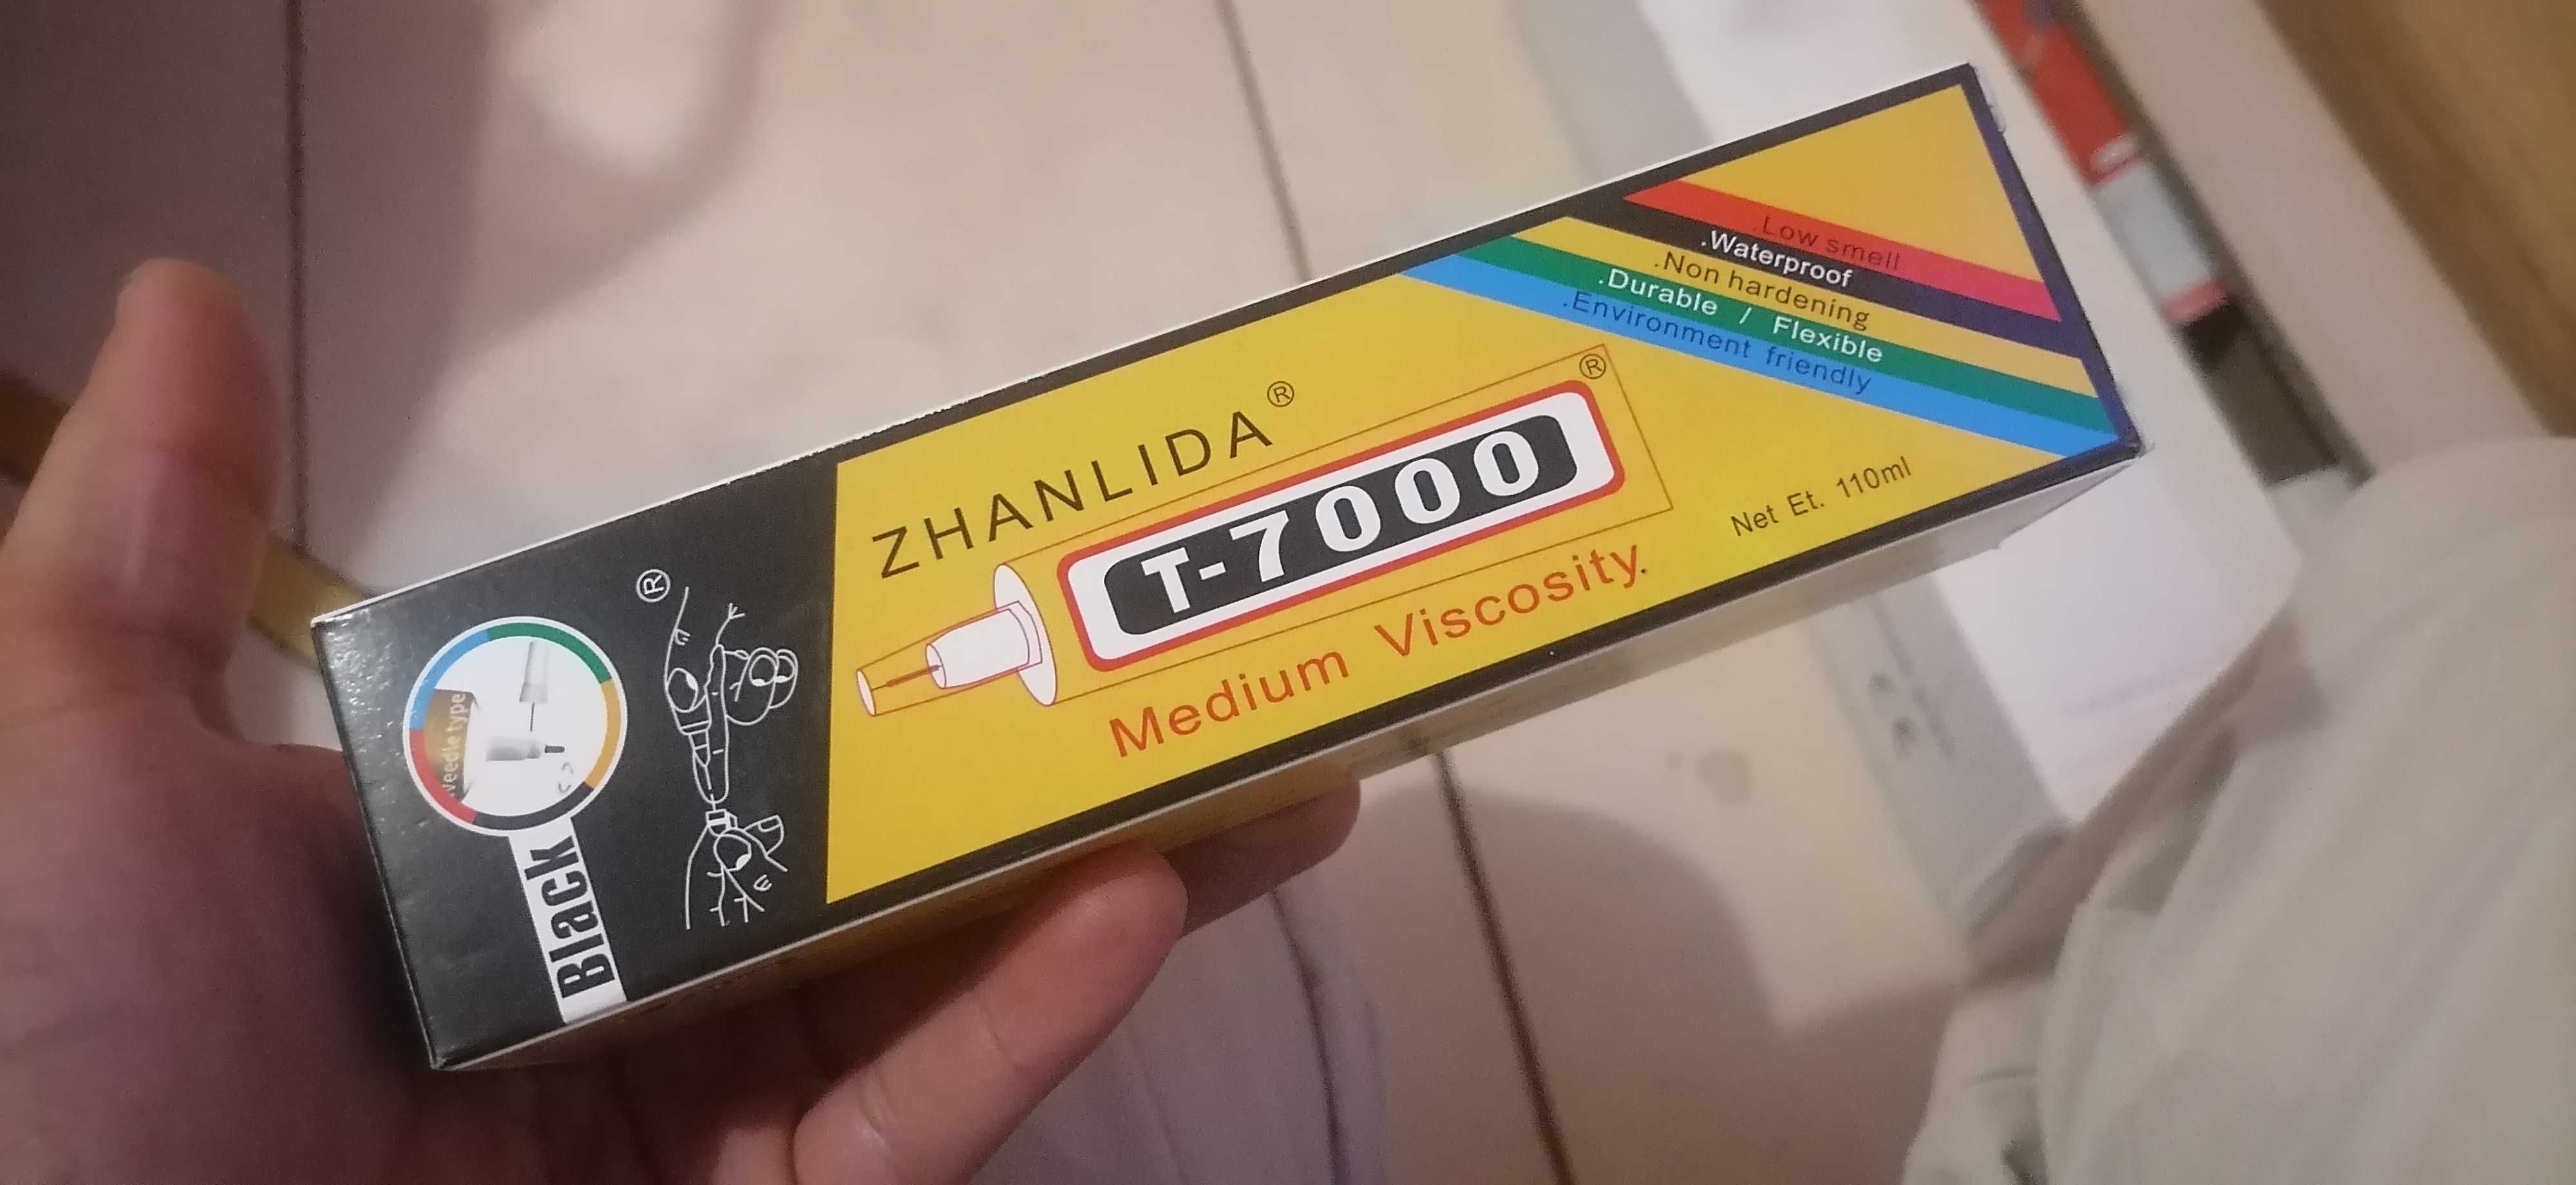 .Low smell
.Waterproof
.Non hardening
.Durable / Flexible
.Environment friendly
ZHANLIDA®
T-7000®
Medium Viscosity.
Net Et. 110ml
®
Needle type
Black